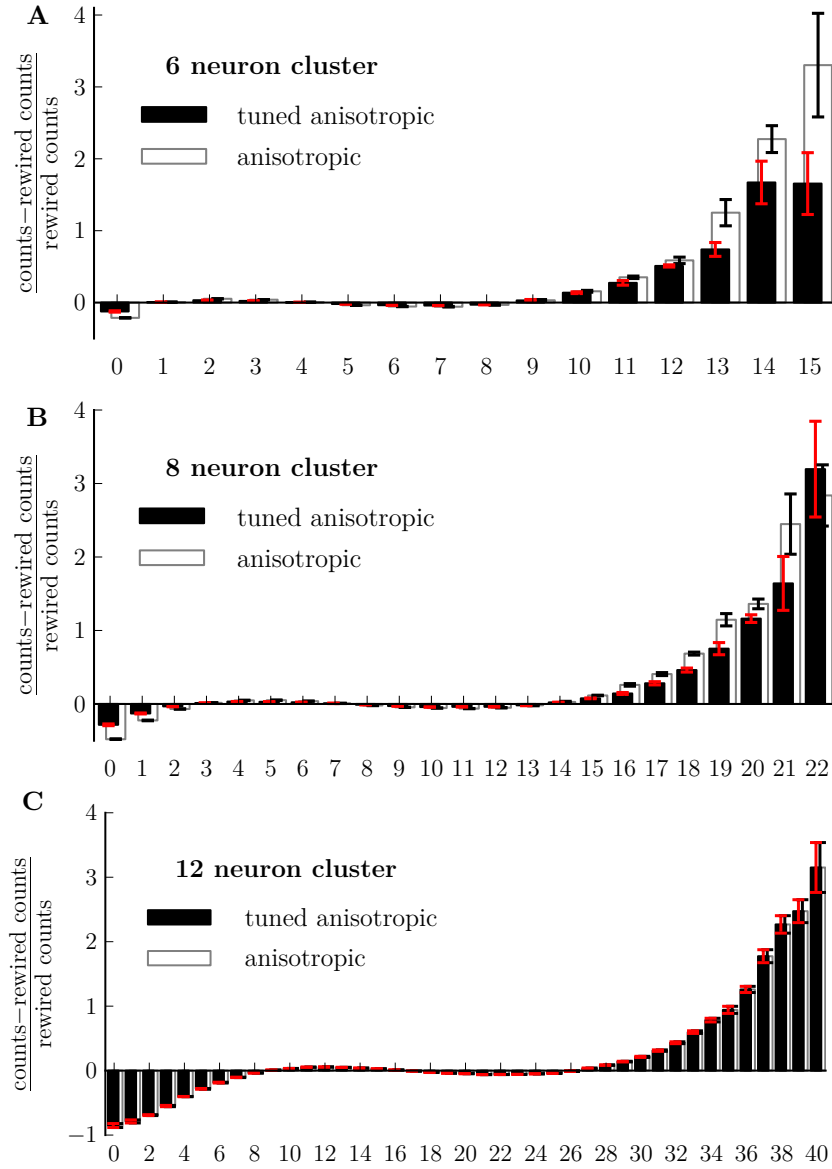 A
counts−rewired counts
rewired counts
4
3
2
1
0
6 neuron cluster
tuned anisotropic
anisotropic
0 1 2 3 4 5 6 7 8 9 10 11 12 13 14 15
B
counts−rewired counts
rewired counts
4
3
2
1
0
8 neuron cluster
tuned anisotropic
anisotropic
0 1 2 3 4 5 6 7 8 9 10 11 12 13 14 15 16 17 18 19 20 21 22
C
counts−rewired counts
rewired counts
4
3
2
1
0
−1
12 neuron cluster
tuned anisotropic
anisotropic
0 2 4 6 8 10 12 14 16 18 20 22 24 26 28 30 32 34 36 38 40